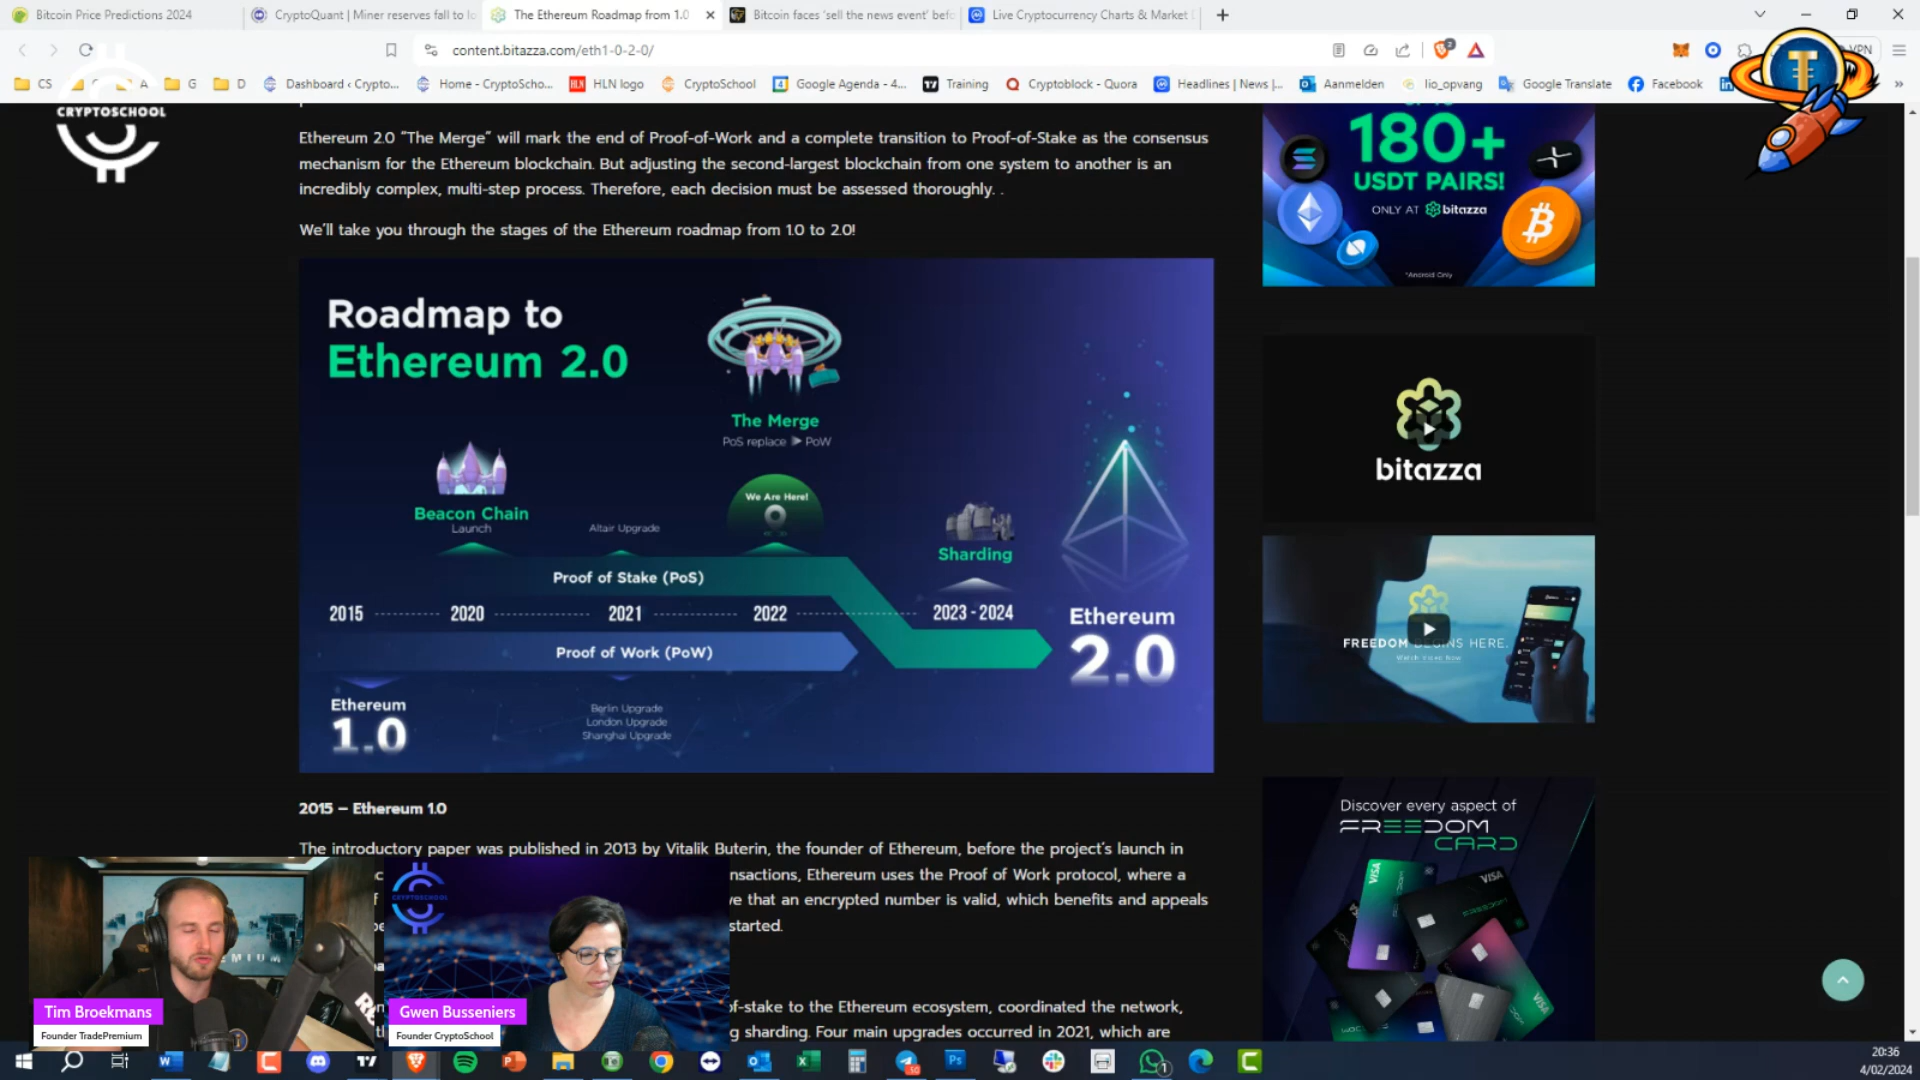 Bitcoin Price Predictions 2024
CryptoQuant | Miner reserves fall to lo
The Ethereum Roadmap from 1.0
Bitcoin faces 'sell the news event' befo
Live Cryptocurrency Charts & Market
content.bitazza.com/eth1-0-2-0/
VPN
CS
A
G
D
Dashboard ‹ Crypto...
Home - CryptoScho...
HLN logo
CryptoSchool
Google Agenda - 4...
Training
Cryptoblock - Quora
Headlines | News |...
Aanmelden
lio_opvang
Google Translate
Facebook
CRYPTOSCHOOL
Ethereum 2.0 “The Merge” will mark the end of Proof-of-Work and a complete transition to Proof-of-Stake as the consensus
mechanism for the Ethereum blockchain. But adjusting the second-largest blockchain from one system to another is an
incredibly complex, multi-step process. Therefore, each decision must be assessed thoroughly. .
We'll take you through the stages of the Ethereum roadmap from 1.0 to 2.0!
180+
USDT PAIRS!
ONLY AT bitazza
*Android Only
Roadmap to
Ethereum 2.0
The Merge
PoS replace PoW
We Are Here!
Beacon Chain
Launch
Altair Upgrade
Sharding
Proof of Stake (PoS)
2015
2020
2021
2022
2023 - 2024
Proof of Work (PoW)
Ethereum
2.0
Ethereum
1.0
Berlin Upgrade
London Upgrade
Shanghai Upgrade
bitazza
FREEDOM BEGINS HERE.
Watch Video Now
2015 – Ethereum 1.0
The introductory paper was published in 2013 by Vitalik Buterin, the founder of Ethereum, before the project's launch in
nsactions, Ethereum uses the Proof of Work protocol, where a
ve that an encrypted number is valid, which benefits and appeals
started.
f-stake to the Ethereum ecosystem, coordinated the network,
g sharding. Four main upgrades occurred in 2021, which are
Discover every aspect of
FREEDOM
CARD
VISA
VISA
CRYPTOSCHOOL
Tim Broekmans
Founder TradePremium
Gwen Busseniers
Founder CryptoSchool
20:36
4/02/2024